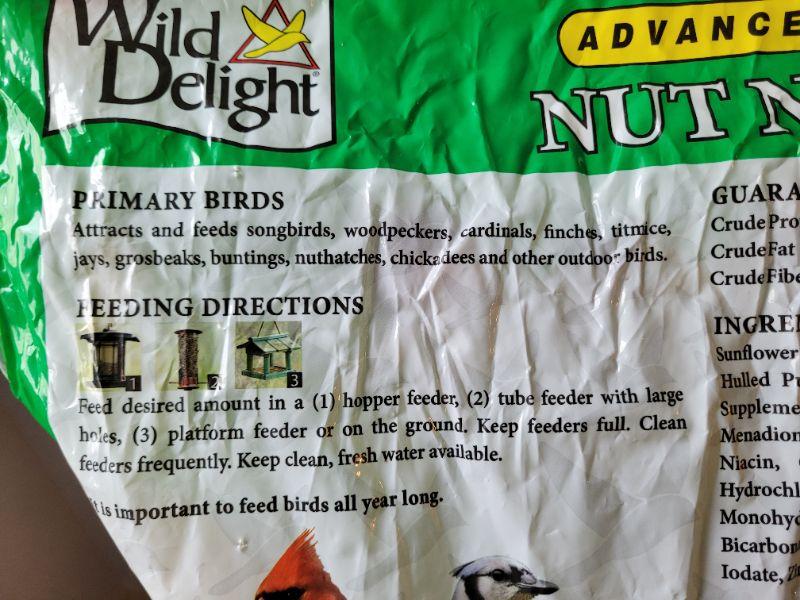 Wild
Delight®
ADVANCE
NUT N
PRIMARY BIRDS
Attracts and feeds songbirds, woodpeckers, cardinals, finches, titmice,
jays, grosbeaks, buntings, nuthatches, chickadees and other outdoor birds.
FEEDING DIRECTIONS
1 2 3
Feed desired amount in a (1) hopper feeder, (2) tube feeder with large
holes, (3) platform feeder or on the ground. Keep feeders full. Clean
feeders frequently. Keep clean, fresh water available.
It is important to feed birds all year long.
GUARA
Crude Pro
Crude Fat
Crude Fibe
INGREI
Sunflower
Hulled P
Suppleme
Menadion
Niacin,
Hydrochl
Monohyd
Bicarbon
Iodate, Zi